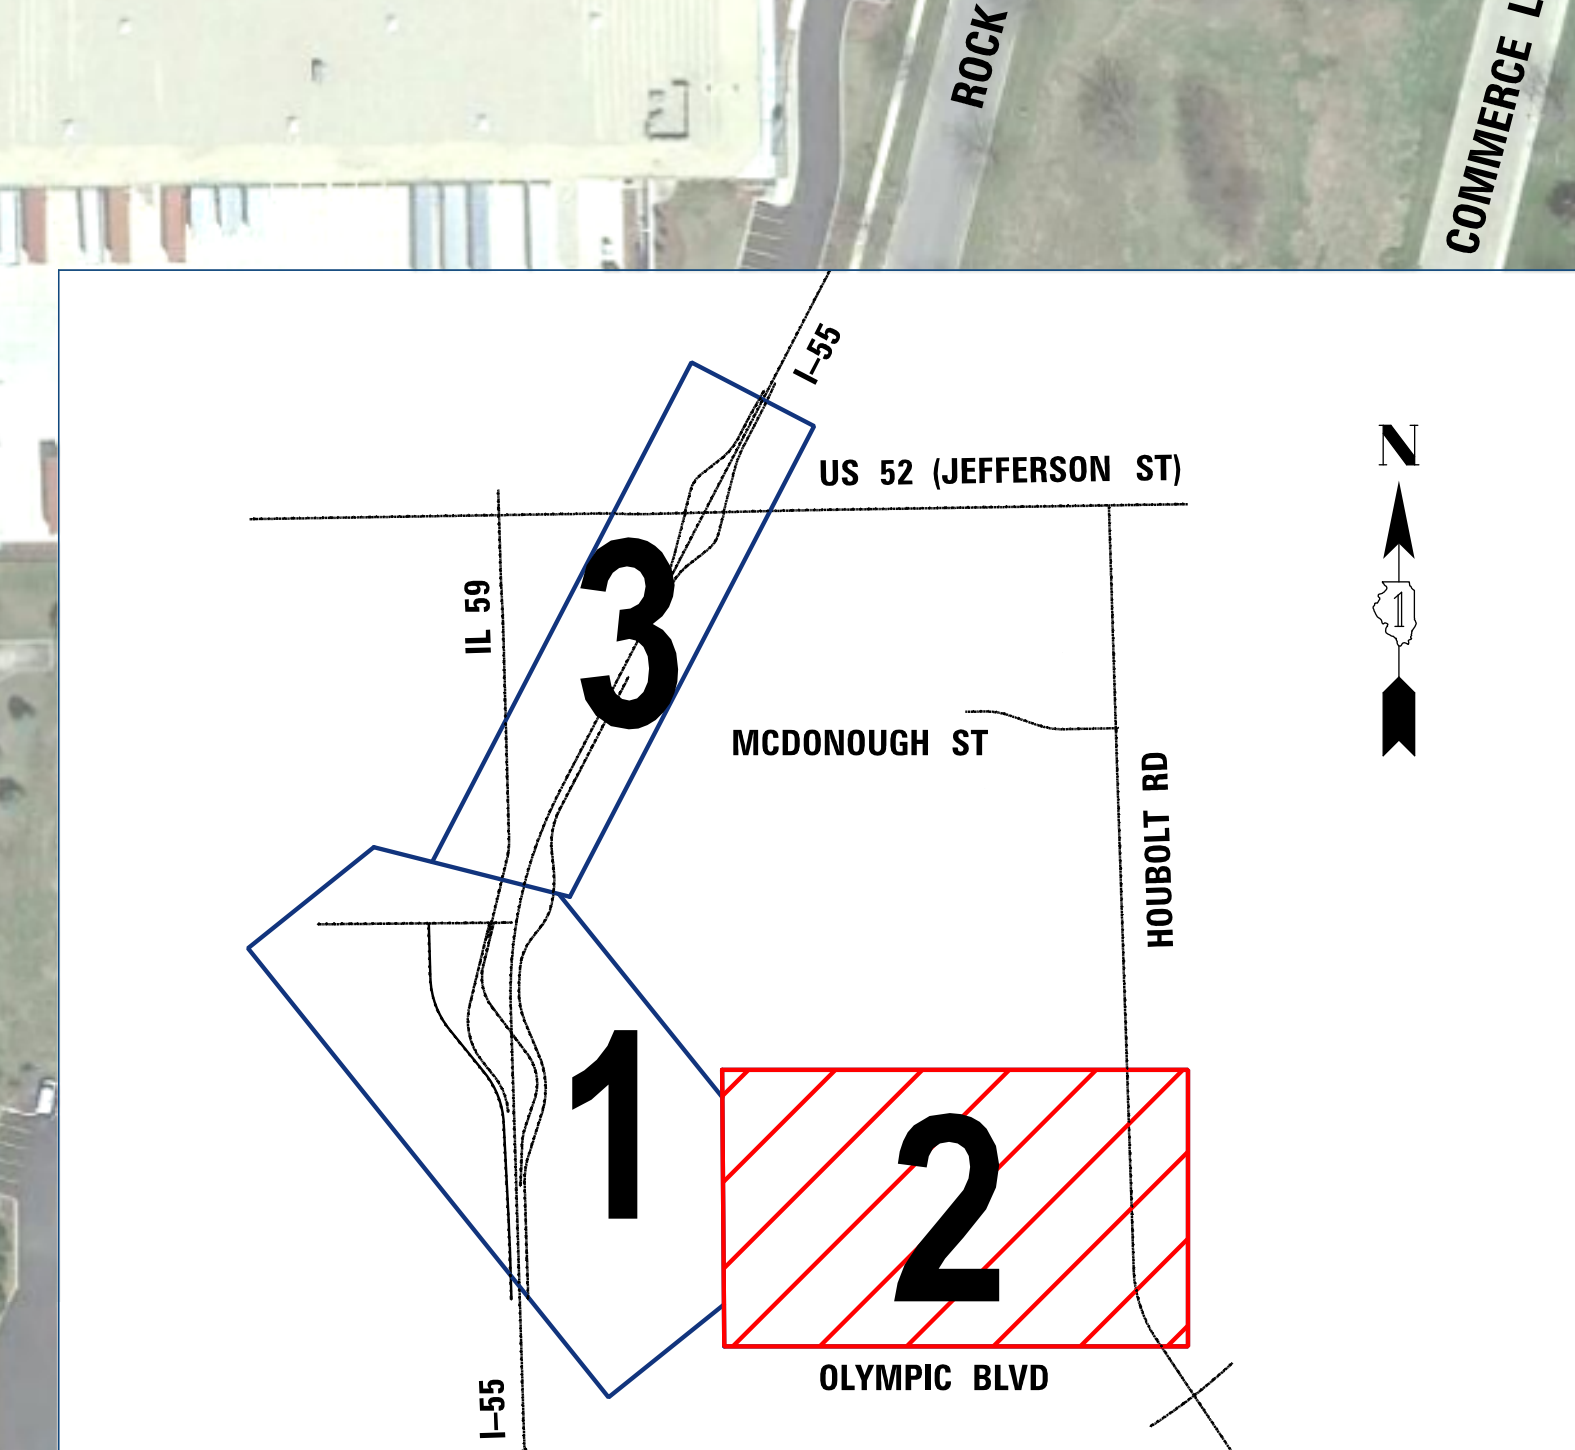 ROCK
COMMERCE L
I-55
US 52 (JEFFERSON ST)
N
IL 59
3
1
MCDONOUGH ST
HOUBOLT RD
1
2
OLYMPIC BLVD
I-55